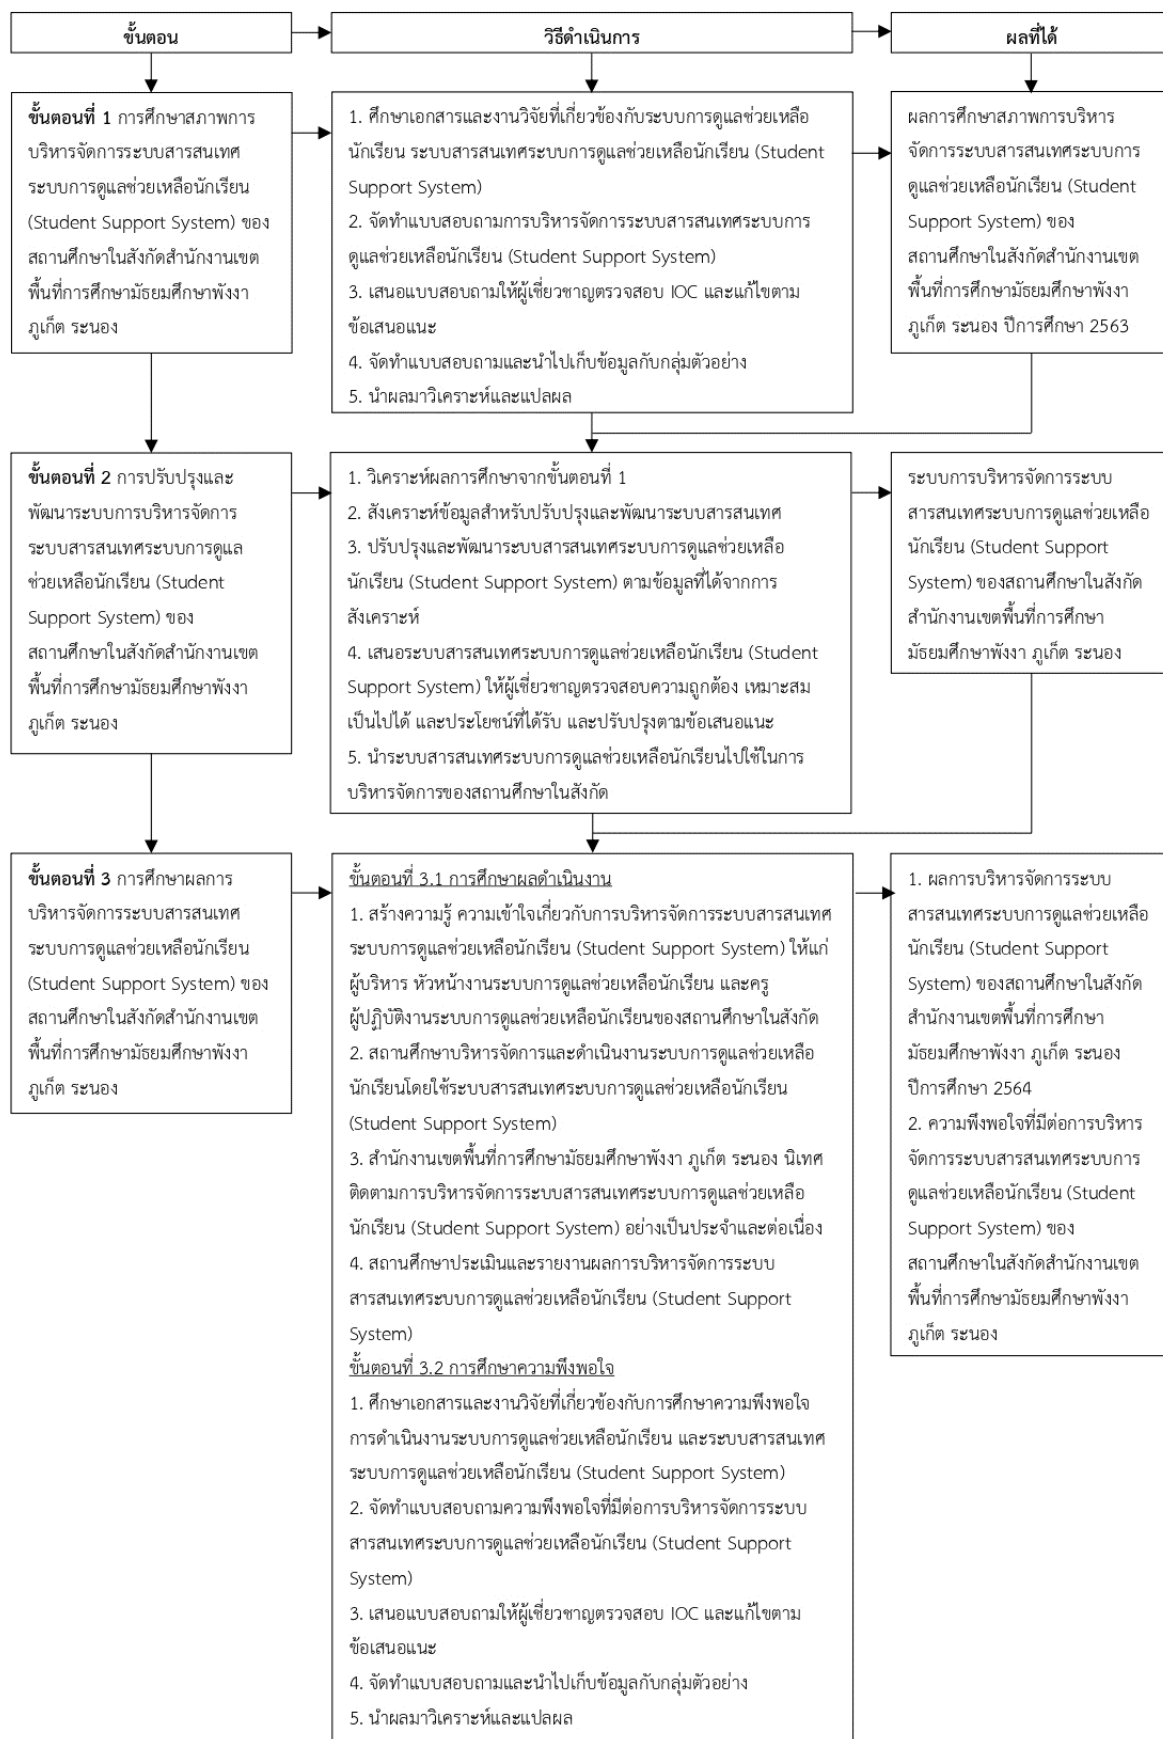 ขั้นตอน
วิธีดำเนินการ
ผลที่ได้
ขั้นตอนที่ 1 การศึกษาสภาพการ
บริหารจัดการระบบสารสนเทศ
ระบบการดูแลช่วยเหลือนักเรียน
(Student Support System) ของ
สถานศึกษาในสังกัดสำนักงานเขต
พื้นที่การศึกษามัธยมศึกษาพังงา
ภูเก็ต ระนอง
1. ศึกษาเอกสารและงานวิจัยที่เกี่ยวข้องกับระบบการดูแลช่วยเหลือ
นักเรียน ระบบสารสนเทศระบบการดูแลช่วยเหลือนักเรียน (Student
Support System)
2. จัดทำแบบสอบถามการบริหารจัดการระบบสารสนเทศระบบการ
ดูแลช่วยเหลือนักเรียน (Student Support System)
3. เสนอแบบสอบถามให้ผู้เชี่ยวชาญตรวจสอบ IOC และแก้ไขตาม
ข้อเสนอแนะ
4. จัดทำแบบสอบถามและนำไปเก็บข้อมูลกับกลุ่มตัวอย่าง
5. นำผลมาวิเคราะห์และแปลผล
ผลการศึกษาสภาพการบริหาร
จัดการระบบสารสนเทศระบบการ
ดูแลช่วยเหลือนักเรียน (Student
Support System) ของ
สถานศึกษาในสังกัดสำนักงานเขต
พื้นที่การศึกษามัธยมศึกษาพังงา
ภูเก็ต ระนอง ปีการศึกษา 2563
ขั้นตอนที่ 2 การปรับปรุงและ
พัฒนาระบบการบริหารจัดการ
ระบบสารสนเทศระบบการดูแล
ช่วยเหลือนักเรียน (Student
Support System) ของ
สถานศึกษาในสังกัดสำนักงานเขต
พื้นที่การศึกษามัธยมศึกษาพังงา
ภูเก็ต ระนอง
1. วิเคราะห์ผลการศึกษาจากขั้นตอนที่ 1
2. สังเคราะห์ข้อมูลสำหรับปรับปรุงและพัฒนาระบบสารสนเทศ
3. ปรับปรุงและพัฒนาระบบสารสนเทศระบบการดูแลช่วยเหลือ
นักเรียน (Student Support System) ตามข้อมูลที่ได้จากการ
สังเคราะห์
4. เสนอระบบสารสนเทศระบบการดูแลช่วยเหลือนักเรียน (Student
Support System) ให้ผู้เชี่ยวชาญตรวจสอบความถูกต้อง เหมาะสม
เป็นไปได้ และประโยชน์ที่ได้รับ และปรับปรุงตามข้อเสนอแนะ
5. นำระบบสารสนเทศระบบการดูแลช่วยเหลือนักเรียนไปใช้ในการ
บริหารจัดการของสถานศึกษาในสังกัด
ระบบการบริหารจัดการระบบ
สารสนเทศระบบการดูแลช่วยเหลือ
นักเรียน (Student Support
System) ของสถานศึกษาในสังกัด
สำนักงานเขตพื้นที่การศึกษา
มัธยมศึกษาพังงา ภูเก็ต ระนอง
ขั้นตอนที่ 3 การศึกษาผลการ
บริหารจัดการระบบสารสนเทศ
ระบบการดูแลช่วยเหลือนักเรียน
(Student Support System) ของ
สถานศึกษาในสังกัดสำนักงานเขต
พื้นที่การศึกษามัธยมศึกษาพังงา
ภูเก็ต ระนอง
ขั้นตอนที่ 3.1 การศึกษาผลดำเนินงาน
1. สร้างความรู้ ความเข้าใจเกี่ยวกับการบริหารจัดการระบบสารสนเทศ
ระบบการดูแลช่วยเหลือนักเรียน (Student Support System) ให้แก่
ผู้บริหาร หัวหน้างานระบบการดูแลช่วยเหลือนักเรียน และครู
ผู้ปฏิบัติงานระบบการดูแลช่วยเหลือนักเรียนของสถานศึกษาในสังกัด
2. สถานศึกษาบริหารจัดการและดำเนินงานระบบการดูแลช่วยเหลือ
นักเรียนโดยใช้ระบบสารสนเทศระบบการดูแลช่วยเหลือนักเรียน
(Student Support System)
3. สำนักงานเขตพื้นที่การศึกษามัธยมศึกษาพังงา ภูเก็ต ระนอง นิเทศ
ติดตามการบริหารจัดการระบบสารสนเทศระบบการดูแลช่วยเหลือ
นักเรียน (Student Support System) อย่างเป็นประจำและต่อเนื่อง
4. สถานศึกษาประเมินและรายงานผลการบริหารจัดการระบบ
สารสนเทศระบบการดูแลช่วยเหลือนักเรียน (Student Support
System)
ขั้นตอนที่ 3.2 การศึกษาความพึงพอใจ
1. ศึกษาเอกสารและงานวิจัยที่เกี่ยวข้องกับการศึกษาความพึงพอใจ
การดำเนินงานระบบการดูแลช่วยเหลือนักเรียน และระบบสารสนเทศ
ระบบการดูแลช่วยเหลือนักเรียน (Student Support System)
2. จัดทำแบบสอบถามความพึงพอใจที่มีต่อการบริหารจัดการระบบ
สารสนเทศระบบการดูแลช่วยเหลือนักเรียน (Student Support
System)
3. เสนอแบบสอบถามให้ผู้เชี่ยวชาญตรวจสอบ IOC และแก้ไขตาม
ข้อเสนอแนะ
4. จัดทำแบบสอบถามและนำไปเก็บข้อมูลกับกลุ่มตัวอย่าง
5. นำผลมาวิเคราะห์และแปลผล
1. ผลการบริหารจัดการระบบ
สารสนเทศระบบการดูแลช่วยเหลือ
นักเรียน (Student Support
System) ของสถานศึกษาในสังกัด
สำนักงานเขตพื้นที่การศึกษา
มัธยมศึกษาพังงา ภูเก็ต ระนอง
ปีการศึกษา 2564
2. ความพึงพอใจที่มีต่อการบริหาร
จัดการระบบสารสนเทศระบบการ
ดูแลช่วยเหลือนักเรียน (Student
Support System) ของ
สถานศึกษาในสังกัดสำนักงานเขต
พื้นที่การศึกษามัธยมศึกษาพังงา
ภูเก็ต ระนอง